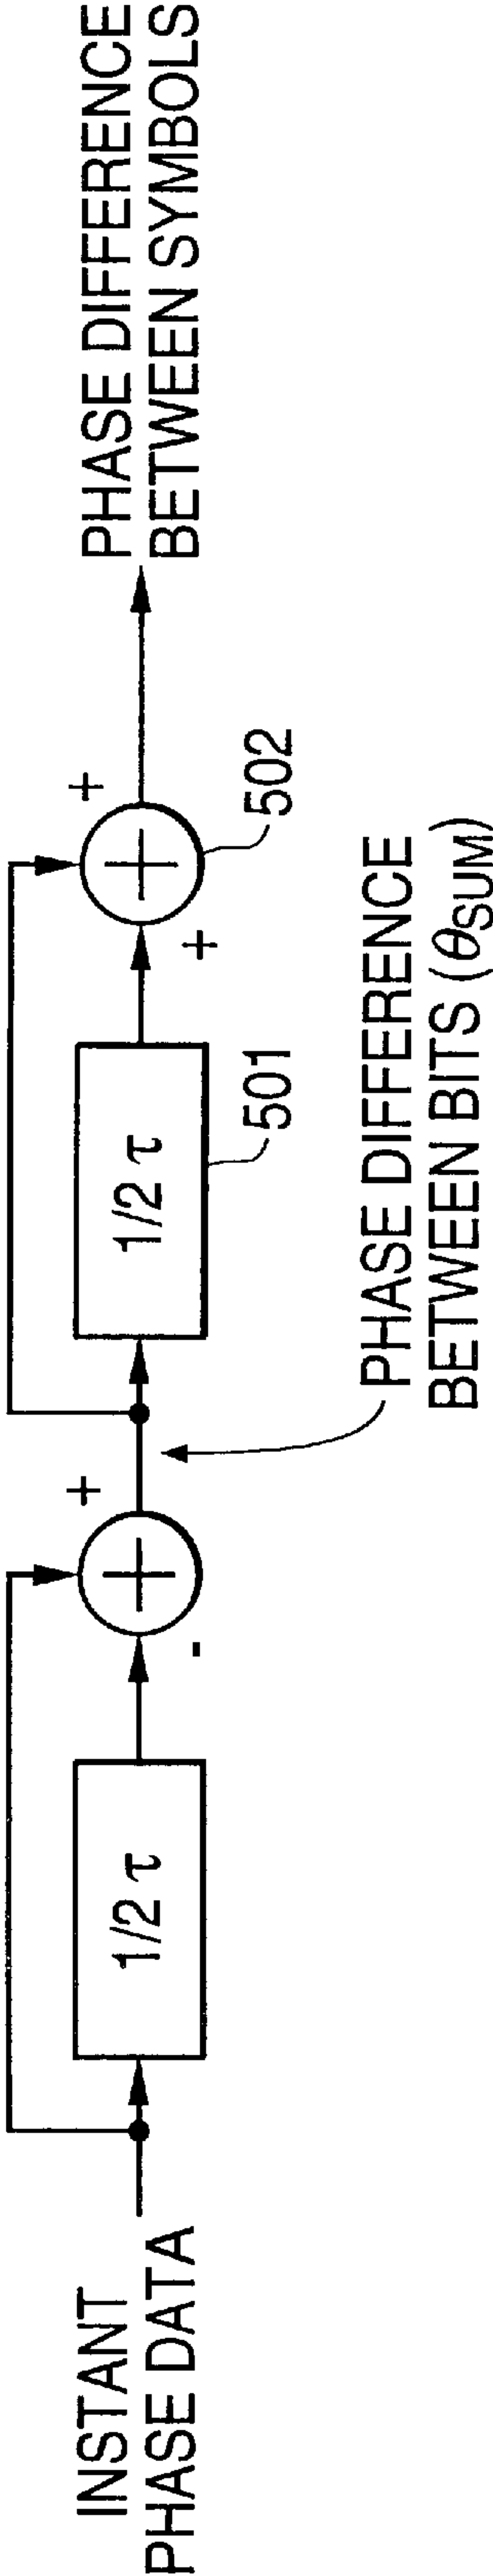 INSTANT
PHASE DATA
1/2 τ
-
+
PHASE DIFFERENCE
BETWEEN BITS (θSUM)
1/2 τ
501
+
+
502
PHASE DIFFERENCE
BETWEEN SYMBOLS